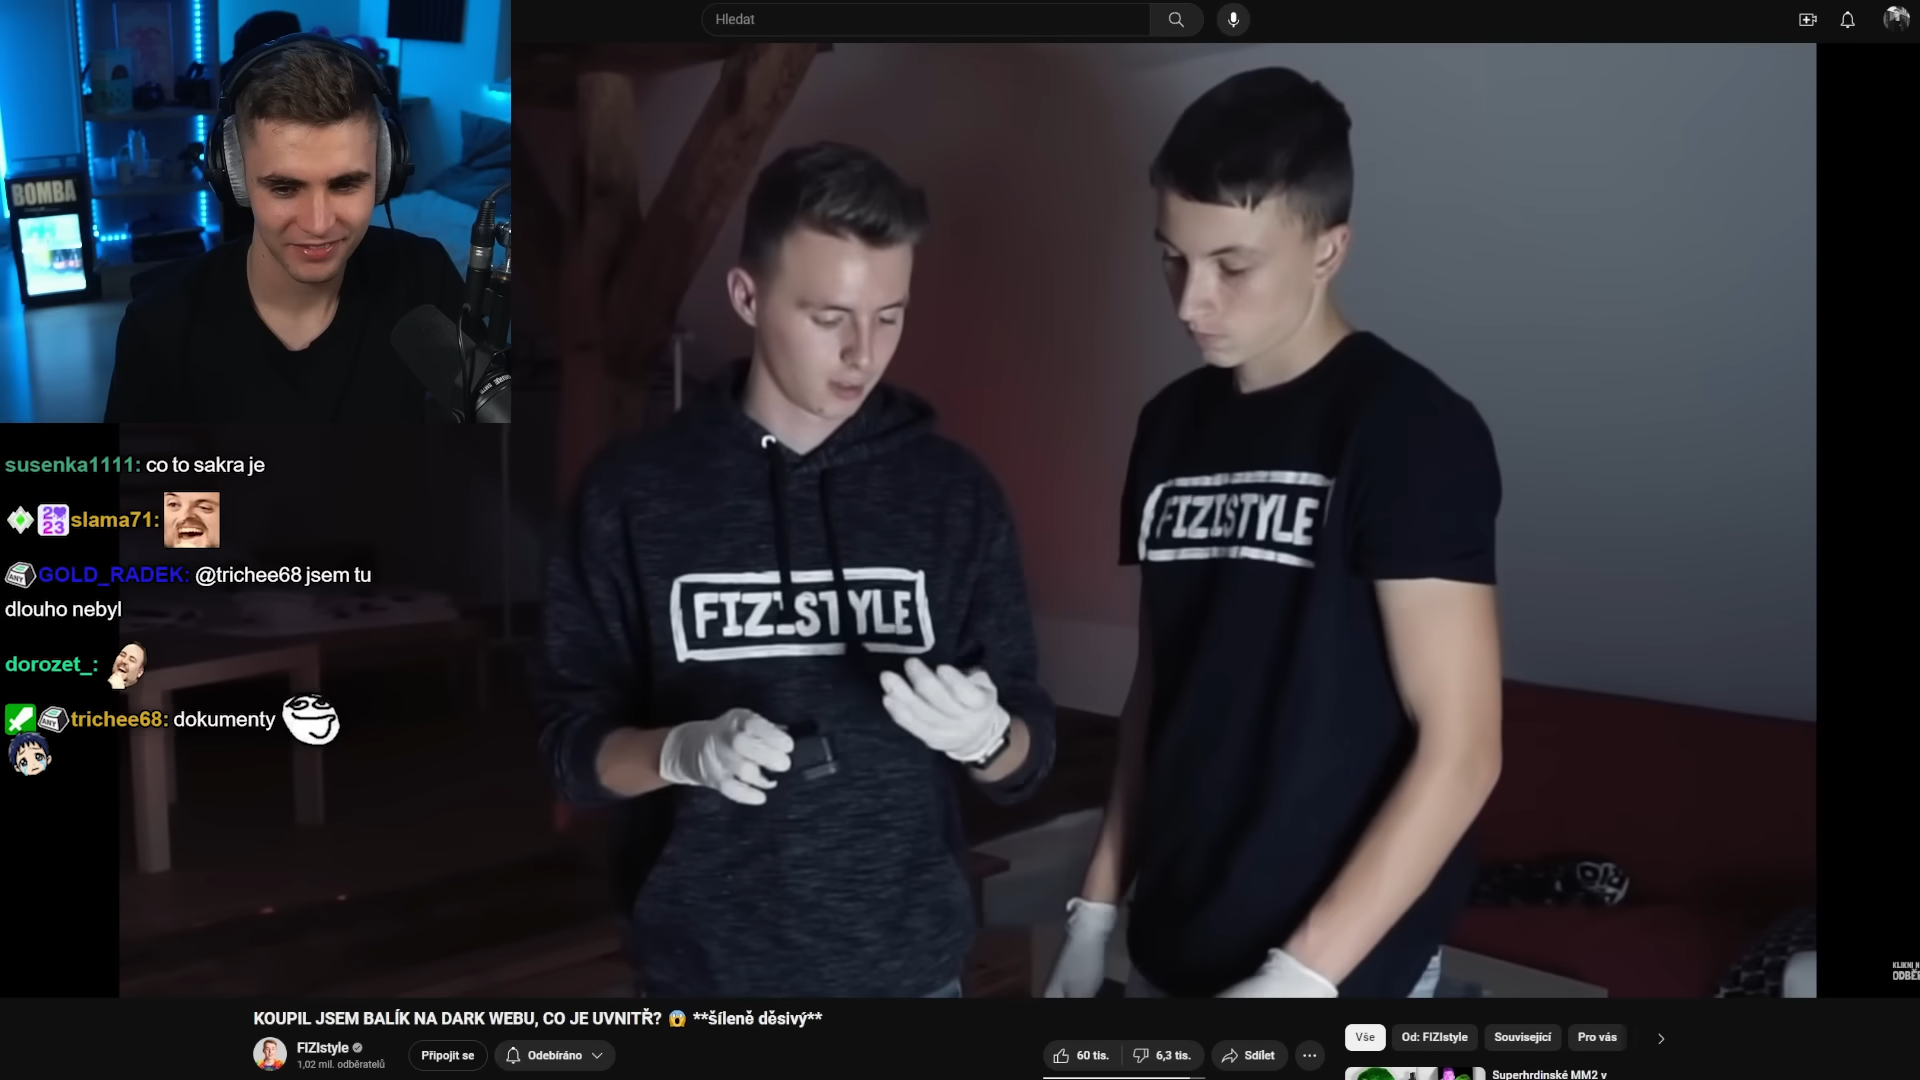 Hledat
BOMBA
FIZISTYLE
FIZISTYLE
susenka1111: co to sakra je
slama71:
GOLD_RADEK: @trichee68 jsem tu
dlouho nebyl
dorozet_:
trichee68: dokumenty
KOUPIL JSEM BALÍK NA DARK WEBU, CO JE UVNITŘ? 😱 **šíleně děsivý**
FIZIstyle
1,02 mil. odběratelů
Připojit se
Odebíráno
60 tis.
6,3 tis.
Sdílet
Vše
Od: FIZIstyle
Související
Pro vás
Superhrdinské MM2 v